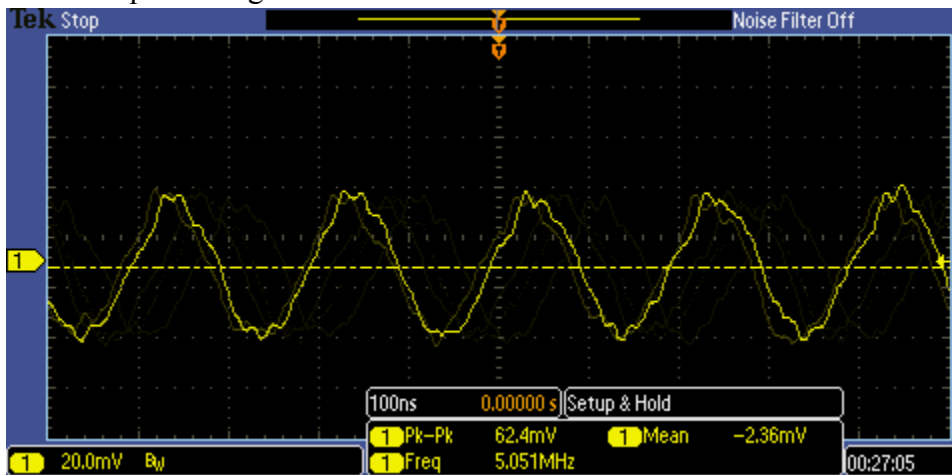 Tek Stop
Noise Filter Off
T
T
1
100ns 0.00000 s Setup & Hold
1 Pk-Pk 62.4mV 1 Mean -2.36mV
1 Freq 5.051MHz
1 20.0mV BW
00:27:05